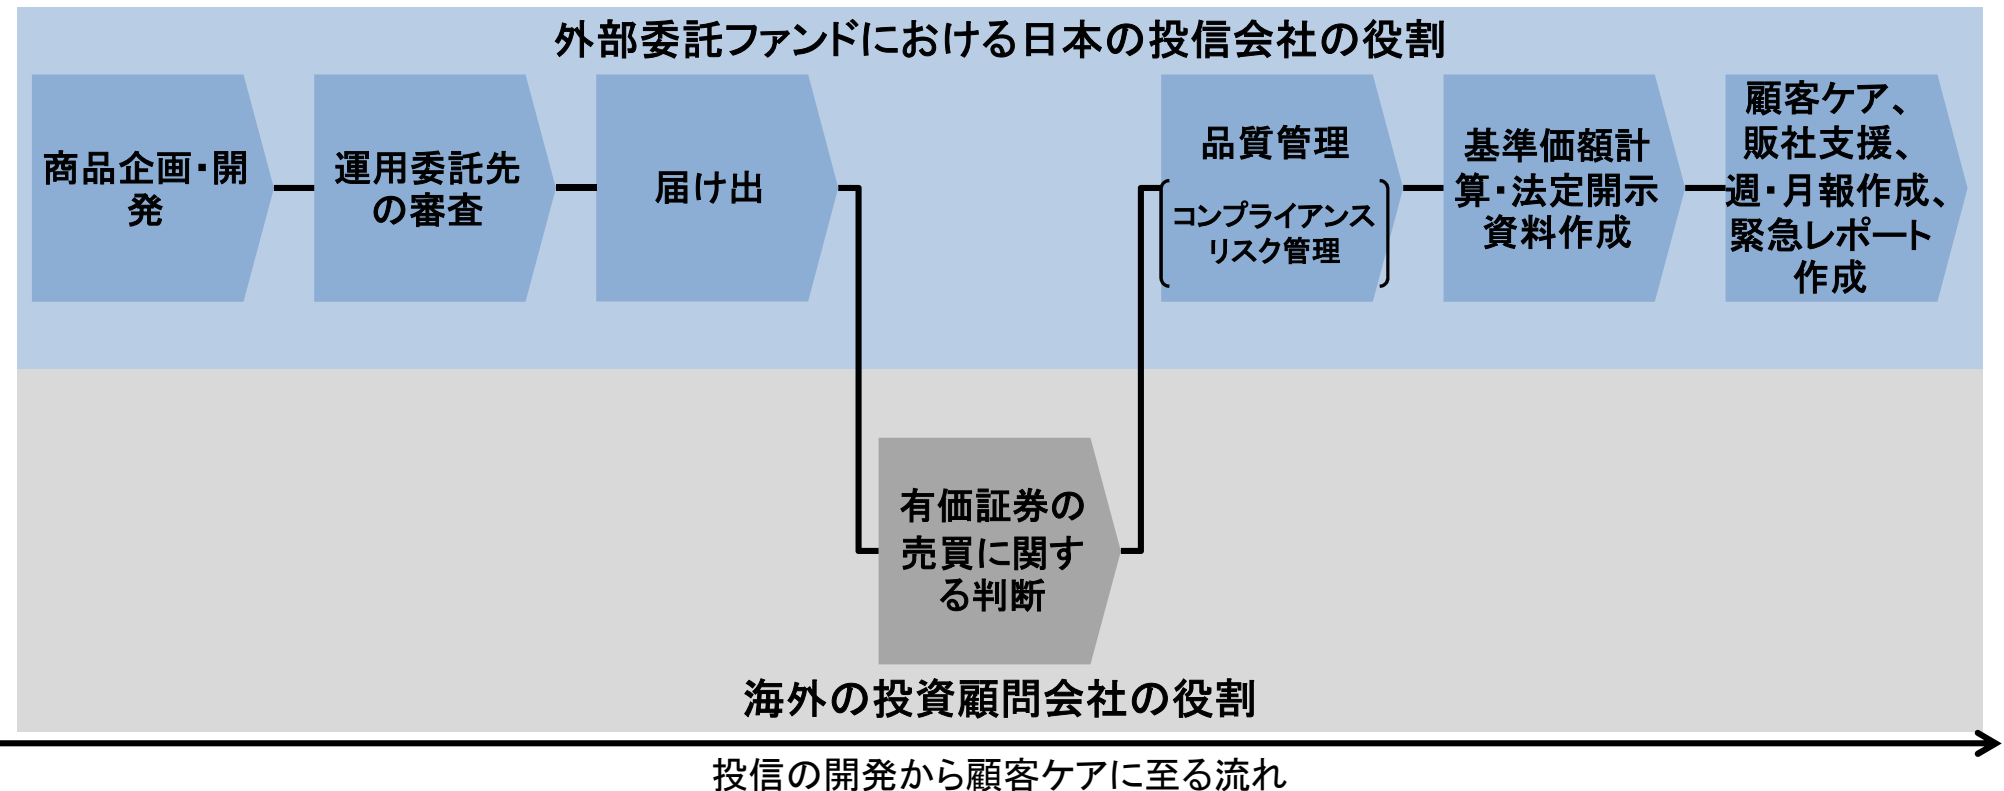 外部委託ファンドにおける日本の投信会社の役割
商品企画・開
発
運用委託先
の審査
届け出
有価証券の
売買に関す
る判断
品質管理
コンプライアンス
リスク管理
基準価額計
算・法定開示
資料作成
顧客ケア、
販社支援、
週・月報作成、
緊急レポート
作成
海外の投資顧問会社の役割
投信の開発から顧客ケアに至る流れ